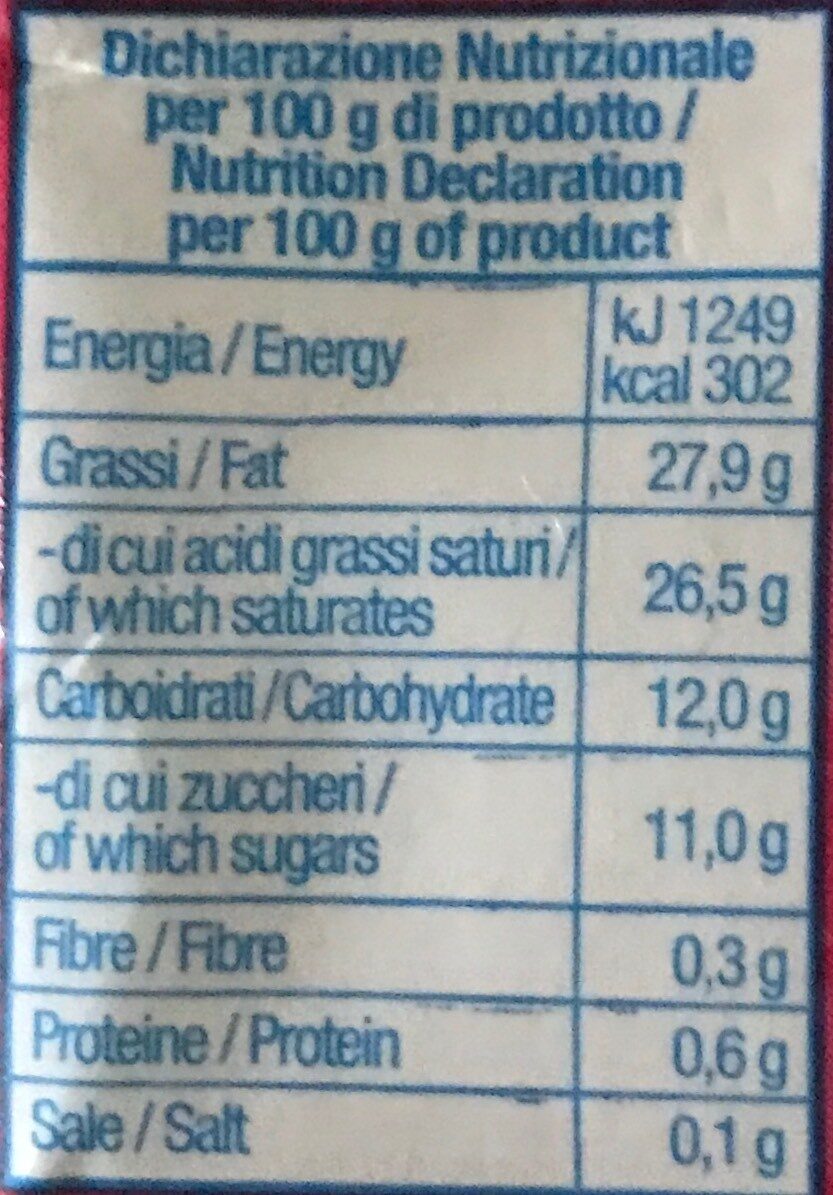 Dichiarazione Nutrizionale
per 100 g di prodotto /
Nutrition Declaration
per 100 g of product
Energia / Energy
kJ 1249
kcal 302
Grassi / Fat
27,9 g
-di cui acidi grassi saturi /
of which saturates
26,5 g
Carboidrati / Carbohydrate
12,0 g
-di cui zuccheri /
of which sugars
11,0 g
Fibre / Fibre
0,3 g
Proteine / Protein
0,6 g
Sale / Salt
0,1 g